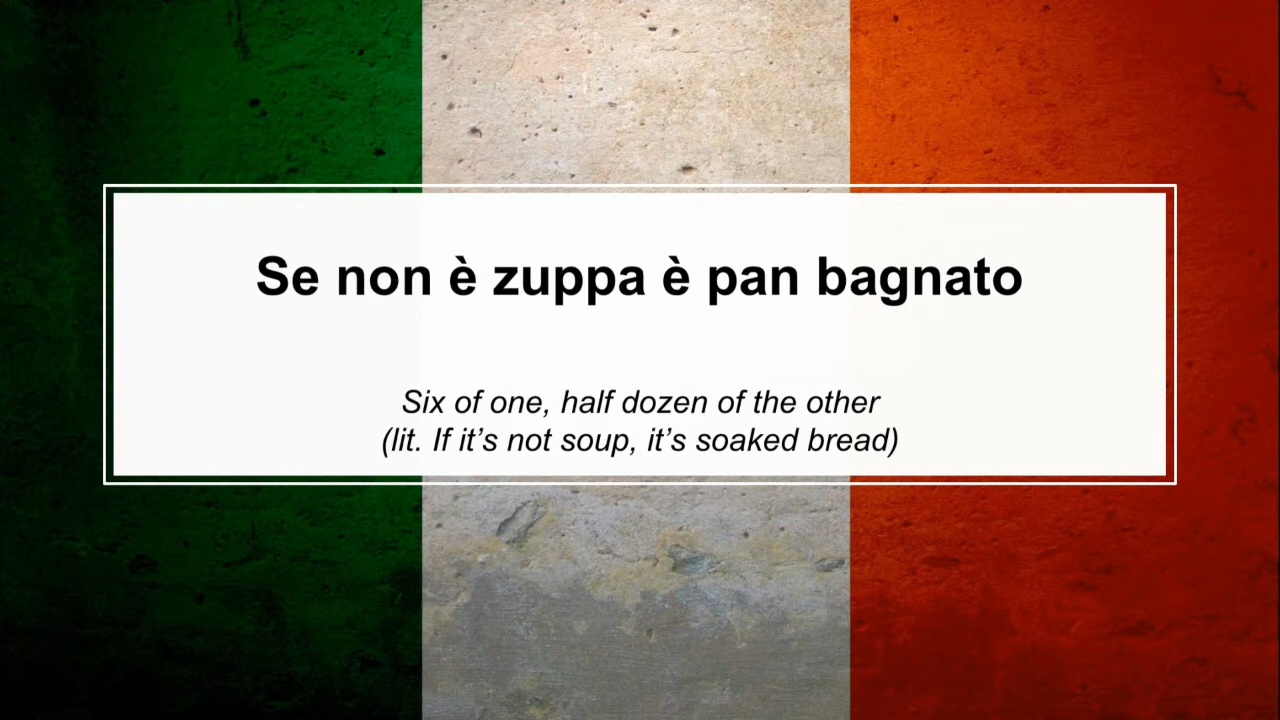 Se non è zuppa è pan bagnato
Six of one, half dozen of the other
(lit. If it’s not soup, it’s soaked bread)